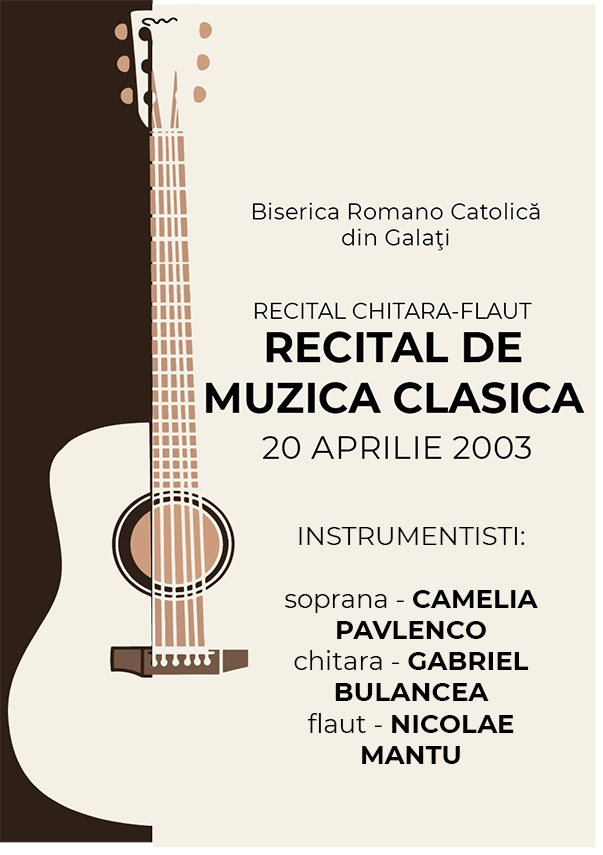 Biserica Romano Catolică
din Galaţi
RECITAL CHITARA-FLAUT
RECITAL DE
MUZICA CLASICA
20 APRILIE 2003
INSTRUMENTISTI:
soprana - CAMELIA
PAVLENCO
chitara - GABRIEL
BULANCEA
flaut - NICOLAE
MANTU